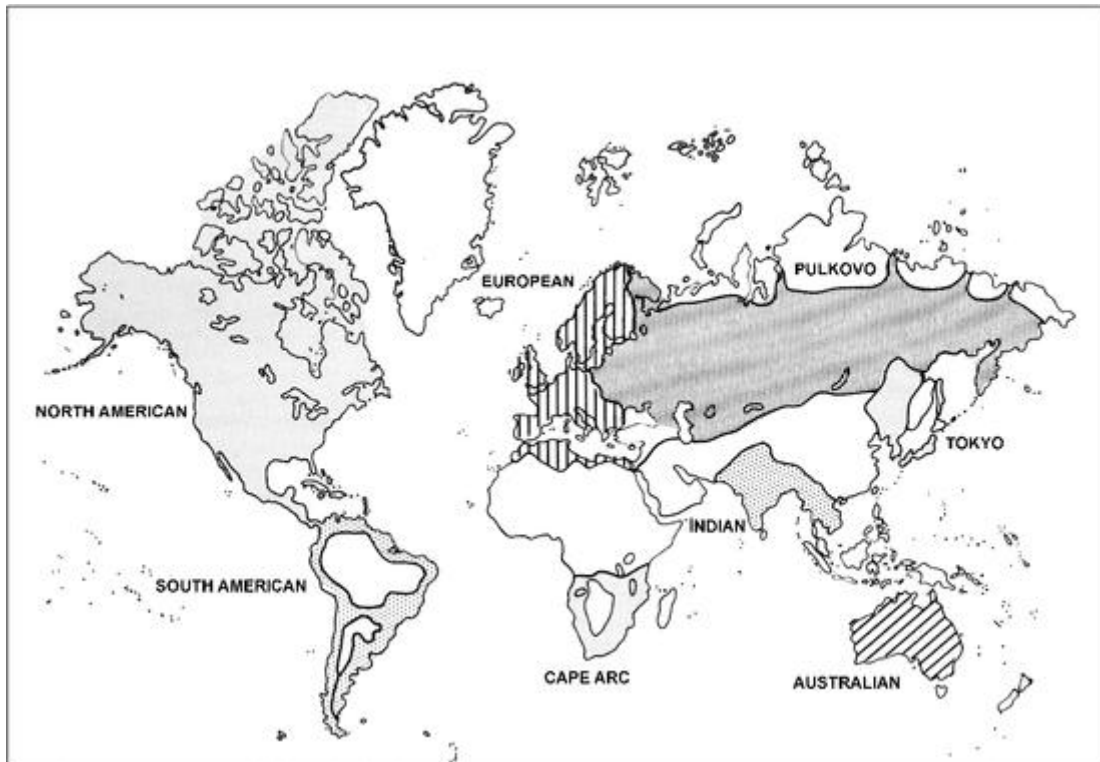 EUROPEAN
PULKOVO
NORTH AMERICAN
TOKYO
INDIAN
SOUTH AMERICAN
CAPE ARC
AUSTRALIAN